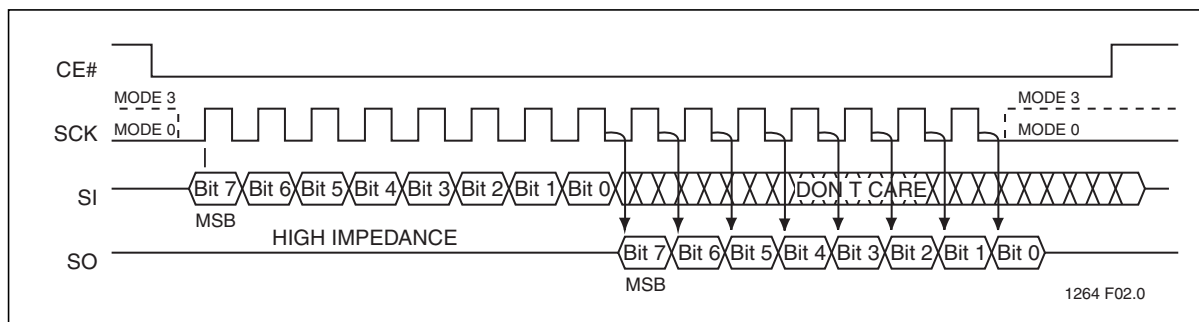 CE#
MODE 3
MODE 3
SCK
MODE 0
MODE 0
SI
Bit 7 Bit 6 Bit 5 Bit 4 Bit 3 Bit 2 Bit 1 Bit 0
DON T CARE
MSB
HIGH IMPEDANCE
SO
Bit 7 Bit 6 Bit 5 Bit 4 Bit 3 Bit 2 Bit 1 Bit 0
MSB
1264 F02.0